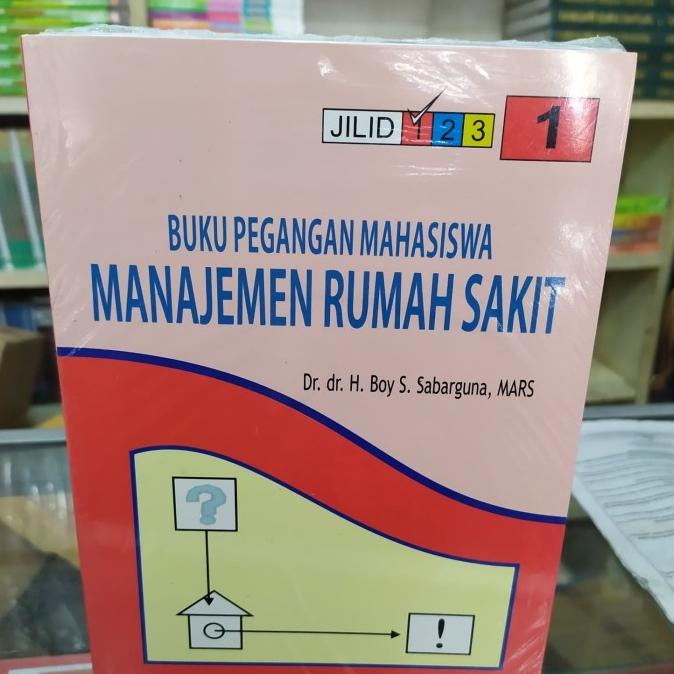 JILID 1 2 3
1
BUKU PEGANGAN MAHASISWA
MANAJEMEN RUMAH SAKIT
Dr. dr. H. Boy S. Sabarguna, MARS
?
!